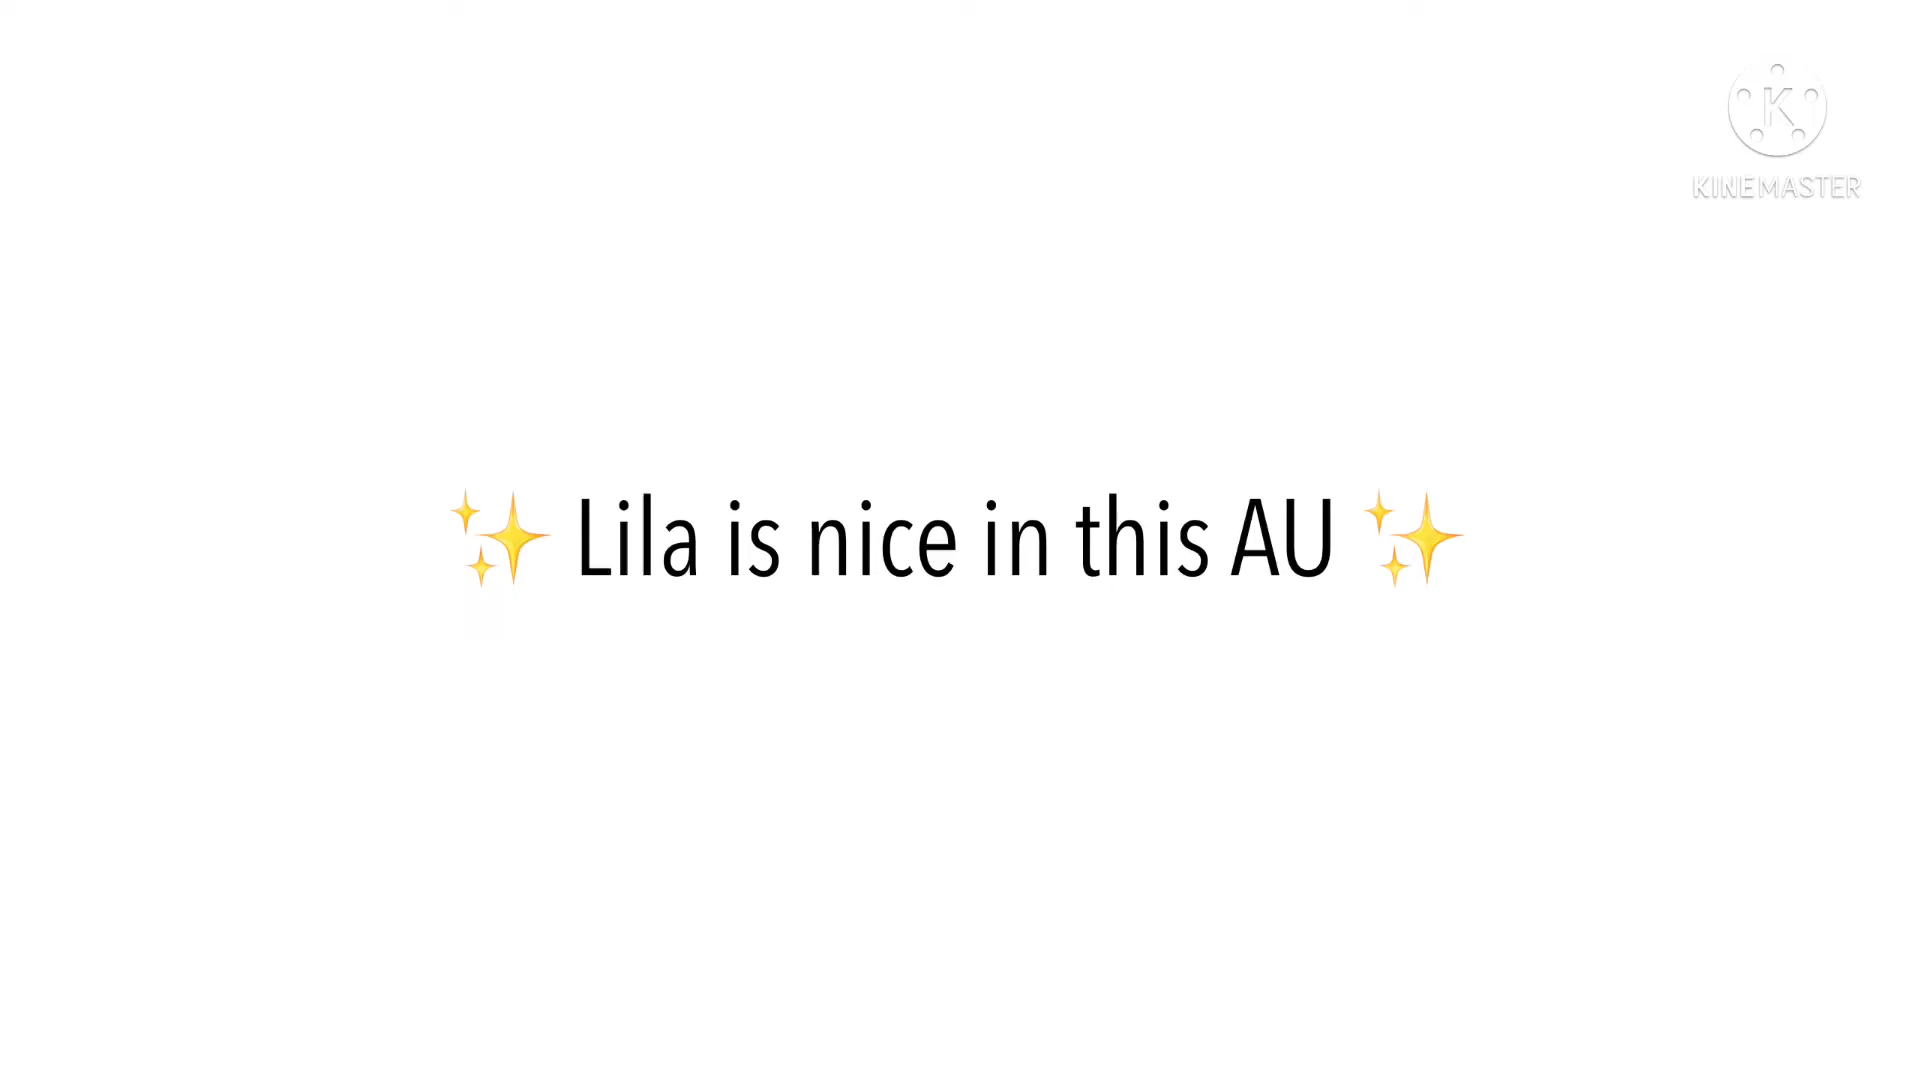 K
KINEMASTER
✨ Lila is nice in this AU ✨